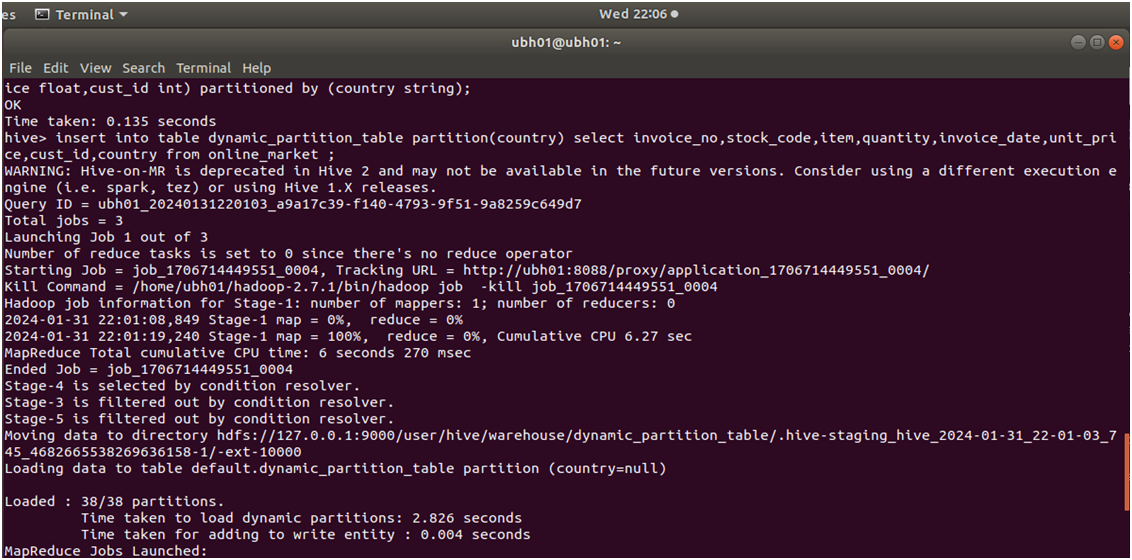 es Terminal Wed 22:06
ubh01@ubh01: ~
File Edit View Search Terminal Help
ice float,cust_id int) partitioned by (country string);
OK
Time taken: 0.135 seconds
hive> insert into table dynamic_partition_table partition(country) select invoice_no,stock_code,item,quantity,invoice_date,unit_pri
ce,cust_id,country from online_market ;
WARNING: Hive-on-MR is deprecated in Hive 2 and may not be available in the future versions. Consider using a different execution e
ngine (i.e. spark, tez) or using Hive 1.X releases.
Query ID = ubh01_20240131220103_a9a17c39-f140-4793-9f51-9a8259c649d7
Total jobs = 3
Launching Job 1 out of 3
Number of reduce tasks is set to 0 since there's no reduce operator
Starting Job = job_1706714449551_0004, Tracking URL = http://ubh01:8088/proxy/application_1706714449551_0004/
Kill Command = /home/ubh01/hadoop-2.7.1/bin/hadoop job  -kill job_1706714449551_0004
Hadoop job information for Stage-1: number of mappers: 1; number of reducers: 0
2024-01-31 22:01:08,849 Stage-1 map = 0%,  reduce = 0%
2024-01-31 22:01:19,240 Stage-1 map = 100%,  reduce = 0%, Cumulative CPU 6.27 sec
MapReduce Total cumulative CPU time: 6 seconds 270 msec
Ended Job = job_1706714449551_0004
Stage-4 is selected by condition resolver.
Stage-3 is filtered out by condition resolver.
Stage-5 is filtered out by condition resolver.
Moving data to directory hdfs://127.0.0.1:9000/user/hive/warehouse/dynamic_partition_table/.hive-staging_hive_2024-01-31_22-01-03_7
45_4682665538269636158-1/-ext-10000
Loading data to table default.dynamic_partition_table partition (country=null)
Loaded : 38/38 partitions.
Time taken to load dynamic partitions: 2.826 seconds
Time taken for adding to write entity : 0.004 seconds
MapReduce Jobs Launched: